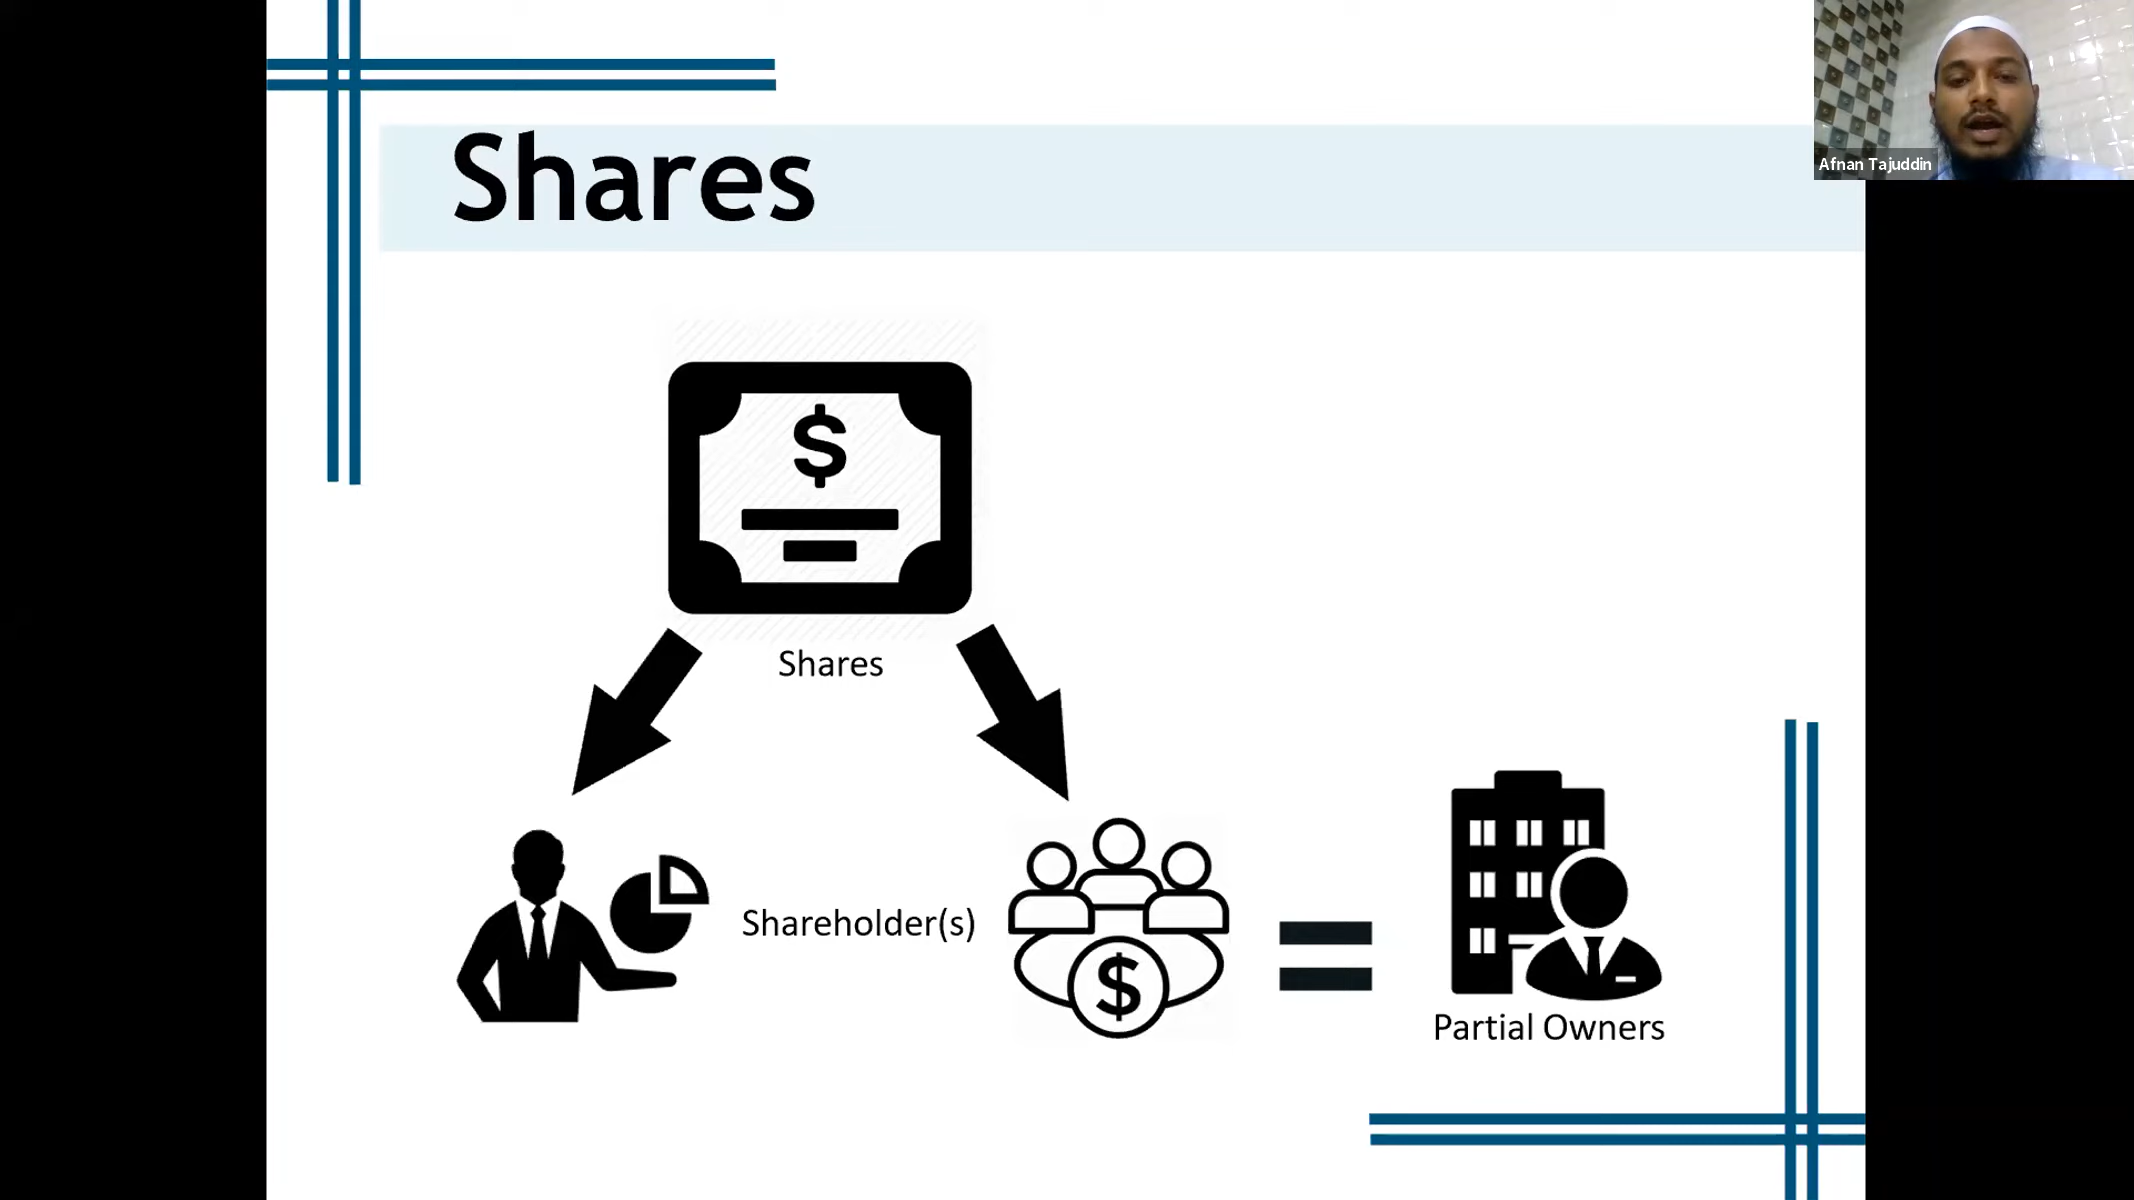 Shares
Afnan Tajuddin
$
Shares
Shareholder(s)
$
Partial Owners